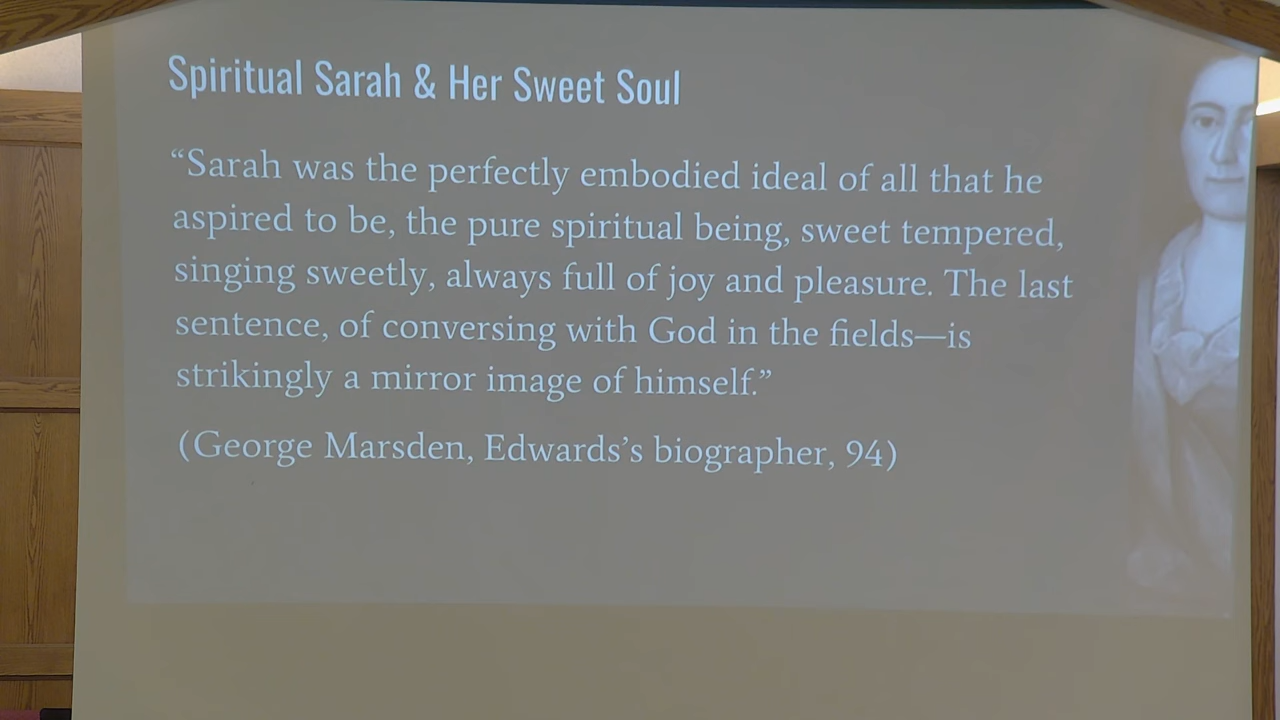 Spiritual Sarah & Her Sweet Soul
“Sarah was the perfectly embodied ideal of all that he
aspired to be, the pure spiritual being, sweet tempered,
singing sweetly, always full of joy and pleasure. The last
sentence, of conversing with God in the fields—is
strikingly a mirror image of himself.”
(George Marsden, Edwards’s biographer, 94)